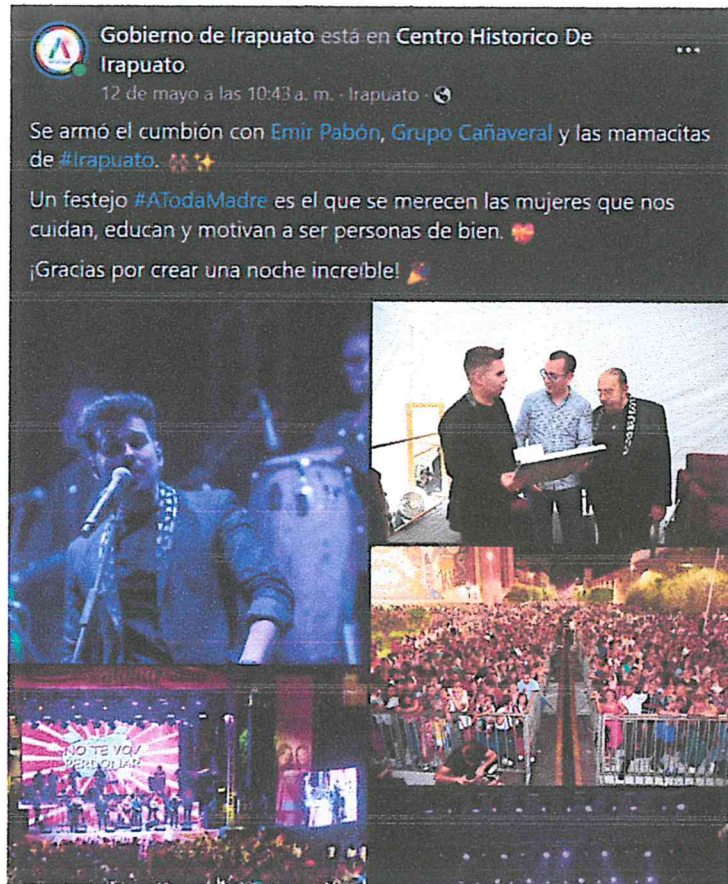 Gobierno de Irapuato está en Centro Historico De
Irapuato.
12 de mayo a las 10:43 a. m. · Irapuato ·
Se armó el cumbión con Emir Pabón, Grupo Cañaveral y las mamacitas
de #Irapuato.
Un festejo #ATodaMadre es el que se merecen las mujeres que nos
cuidan, educan y motivan a ser personas de bien.
¡Gracias por crear una noche increíble!
NO TE VOY A
PERDONAR